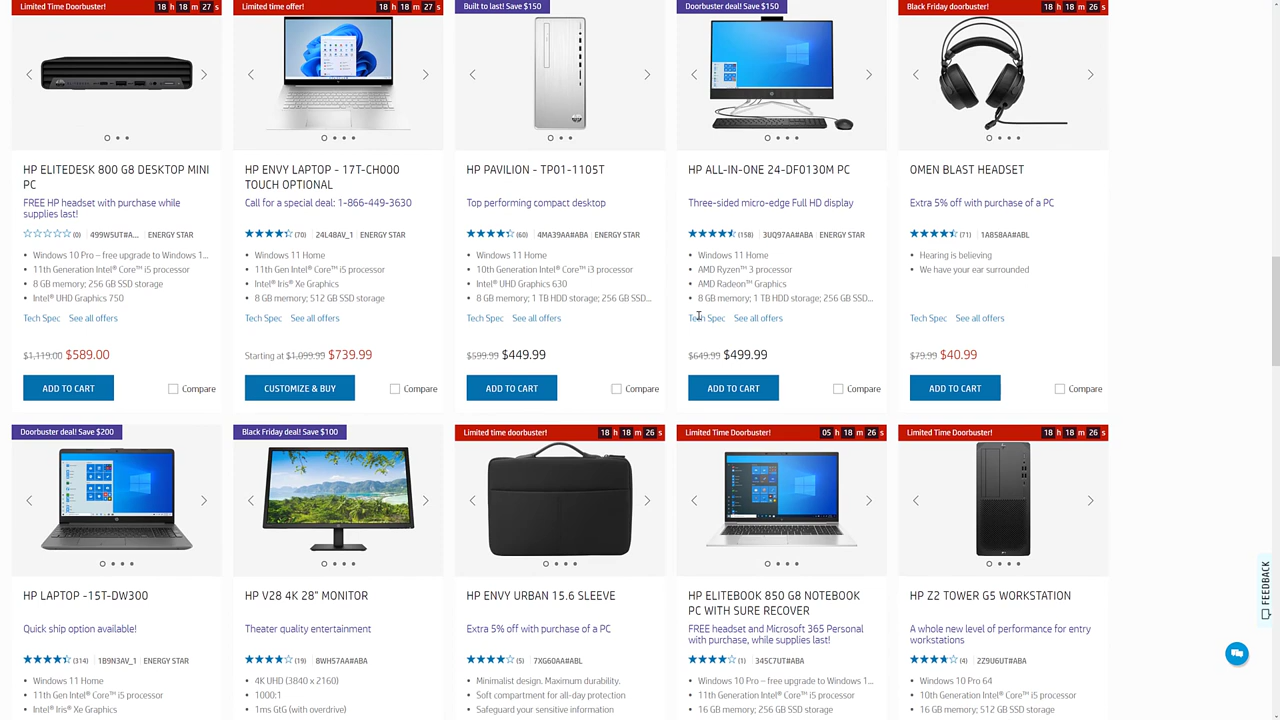 Limited Time Doorbuster! 18 h 18 m 27 s
HP ELITEDESK 800 G8 DESKTOP MINI
PC
FREE HP headset with purchase while
supplies last!
(0) 499W5UT#A... ENERGY STAR
Windows 10 Pro – free upgrade to Windows 1...
11th Generation Intel® Core™ i5 processor
8 GB memory; 256 GB SSD storage
Intel® UHD Graphics 750
Tech Spec See all offers
$1,119.00 $589.00
ADD TO CART Compare
Limited time offer! 18 h 18 m 27 s
HP ENVY LAPTOP - 17T-CH000
TOUCH OPTIONAL
Call for a special deal: 1-866-449-3630
(70) 24L48AV_1 ENERGY STAR
Windows 11 Home
11th Gen Intel® Core™ i5 processor
Intel® Iris® Xe Graphics
8 GB memory; 512 GB SSD storage
Tech Spec See all offers
Starting at $1,099.99 $739.99
CUSTOMIZE & BUY Compare
Built to last! Save $150
HP PAVILION - TP01-1105T
Top performing compact desktop
(60) 4MA39AA#ABA ENERGY STAR
Windows 11 Home
10th Generation Intel® Core™ i3 processor
Intel® UHD Graphics 630
8 GB memory; 1 TB HDD storage; 256 GB SSD...
Tech Spec See all offers
$599.99 $449.99
ADD TO CART Compare
Doorbuster deal! Save $150
HP ALL-IN-ONE 24-DF0130M PC
Three-sided micro-edge Full HD display
(158) 3UQ97AA#ABA ENERGY STAR
Windows 11 Home
AMD Ryzen™ 3 processor
AMD Radeon™ Graphics
8 GB memory; 1 TB HDD storage; 256 GB SSD...
Tech Spec See all offers
$649.99 $499.99
ADD TO CART Compare
Black Friday doorbuster! 18 h 18 m 26 s
OMEN BLAST HEADSET
Extra 5% off with purchase of a PC
(71) 1A858AA#ABL
Hearing is believing
We have your ear surrounded
Tech Spec See all offers
$79.99 $40.99
ADD TO CART Compare
Doorbuster deal! Save $200
HP LAPTOP -15T-DW300
Quick ship option available!
(314) 1B9N3AV_1 ENERGY STAR
Windows 11 Home
11th Gen Intel® Core™ i5 processor
Intel® Iris® Xe Graphics
Black Friday deal! Save $100
HP V28 4K 28" MONITOR
Theater quality entertainment
(19) 8WH57AA#ABA
4K UHD (3840 x 2160)
1000:1
1ms GtG (with overdrive)
Limited time doorbuster! 18 h 18 m 26 s
HP ENVY URBAN 15.6 SLEEVE
Extra 5% off with purchase of a PC
(5) 7XG60AA#ABL
Minimalist design. Maximum durability.
Soft compartment for all-day protection
Safeguard your sensitive information
Limited Time Doorbuster! 05 h 18 m 26 s
HP ELITEBOOK 850 G8 NOTEBOOK
PC WITH SURE RECOVER
FREE headset and Microsoft 365 Personal
with purchase, while supplies last!
(1) 345C7UT#ABA
Windows 10 Pro – free upgrade to Windows 1...
11th Generation Intel® Core™ i5 processor
16 GB memory; 256 GB SSD storage
Limited Time Doorbuster! 18 h 18 m 26 s
HP Z2 TOWER G5 WORKSTATION
A whole new level of performance for entry
workstations
(4) 2Z9U6UT#ABA
Windows 10 Pro 64
10th Generation Intel® Core™ i5 processor
16 GB memory; 512 GB SSD storage
FEEDBACK